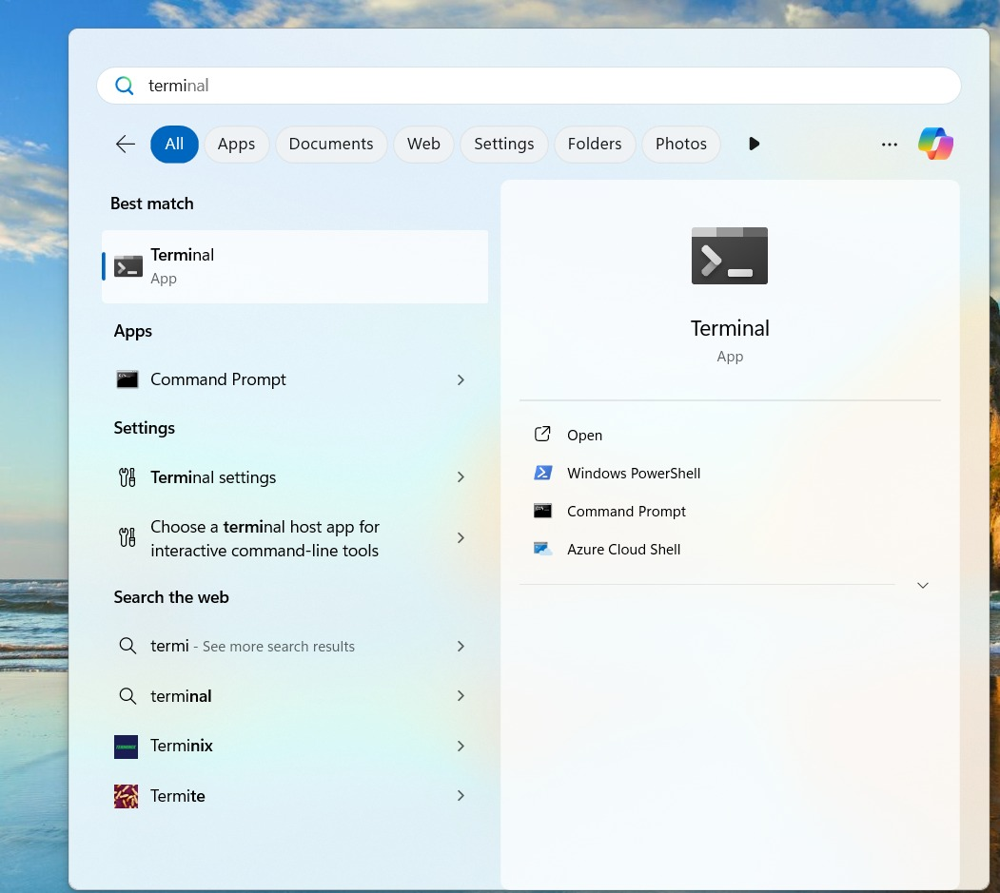 terminal
All
Apps
Documents
Web
Settings
Folders
Photos
Best match
Terminal
App
Apps
Command Prompt
Settings
Terminal settings
Choose a terminal host app for
interactive command-line tools
Search the web
termi - See more search results
terminal
Terminix
Termite
Terminal
App
Open
Windows PowerShell
Command Prompt
Azure Cloud Shell